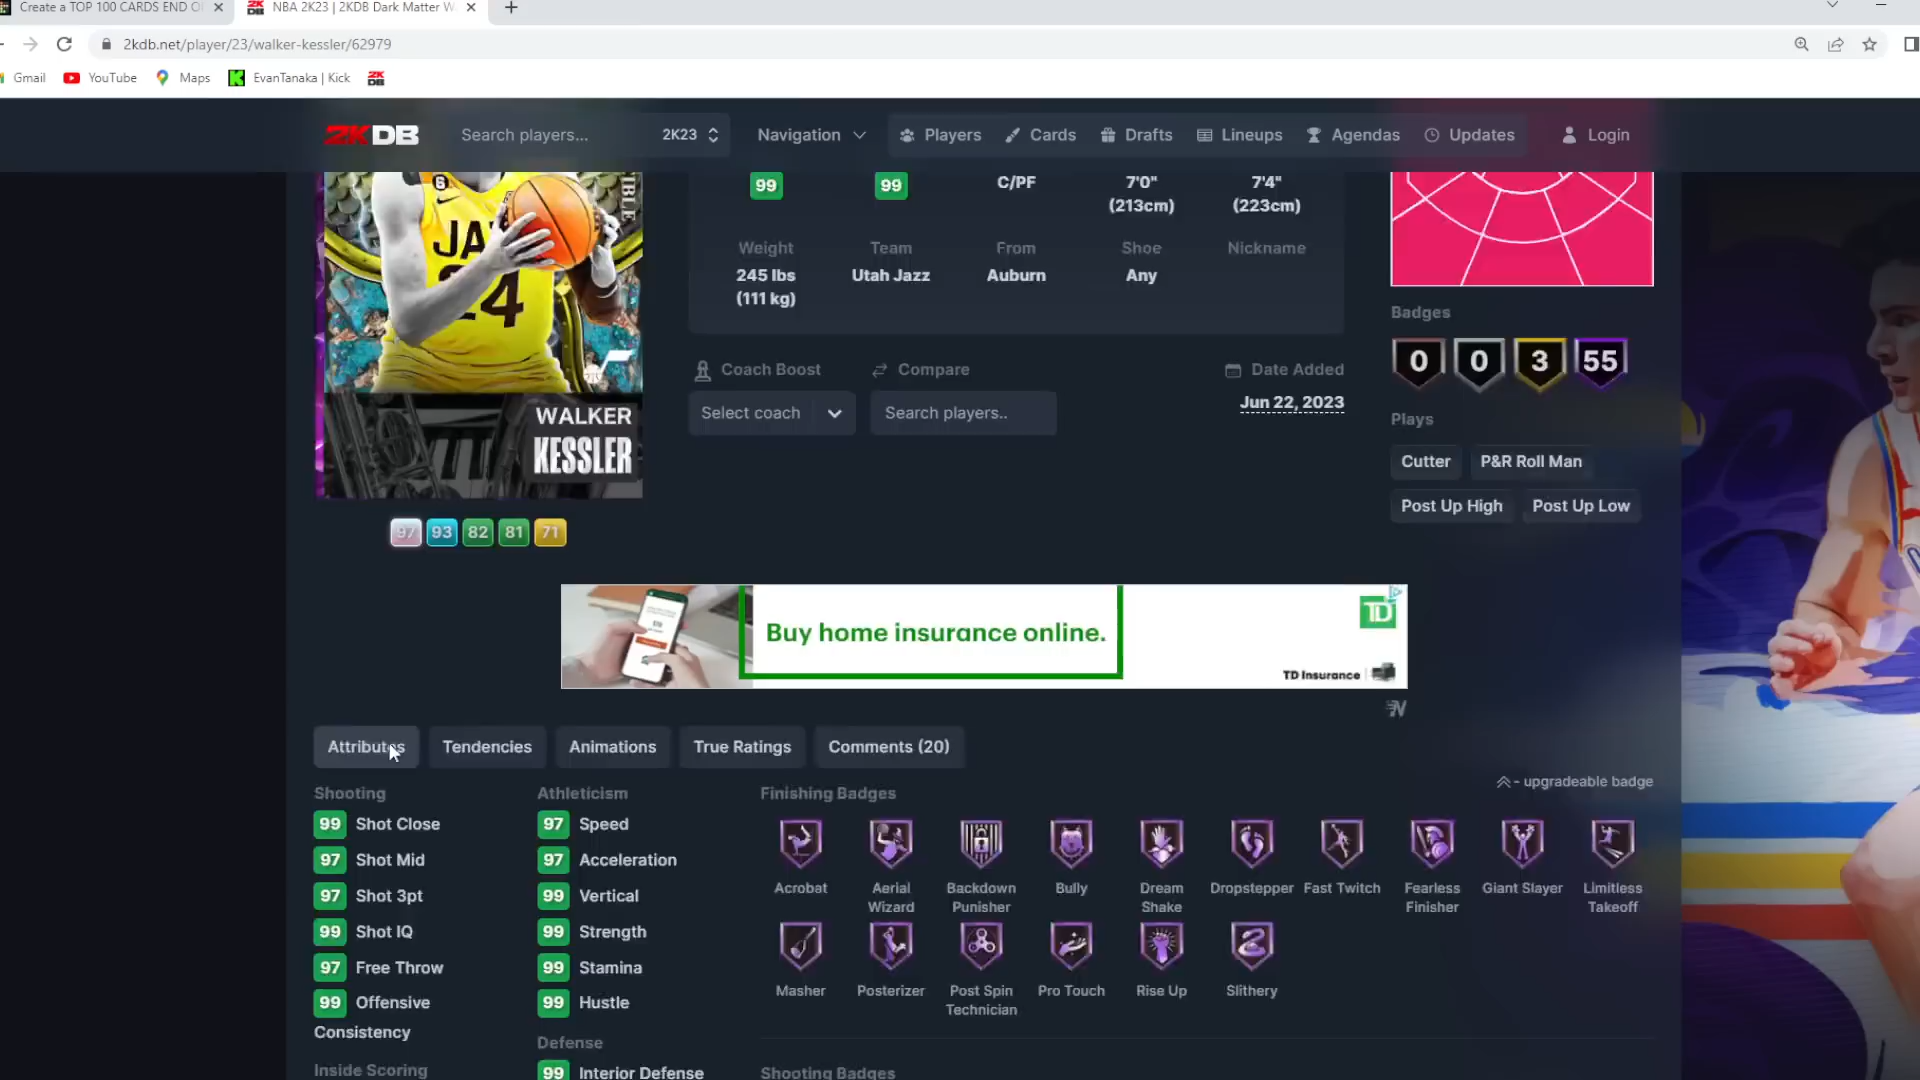 Create a TOP 100 CARDS END O
NBA 2K23 | 2KDB Dark Matter W
2kdb.net/player/23/walker-kessler/62979
Gmail
YouTube
Maps
EvanTanaka | Kick
2KDB
Search players...
2K23
Navigation
Players
Cards
Drafts
Lineups
Agendas
Updates
Login
99
99
C/PF
7'0"
(213cm)
7'4"
(223cm)
Weight
245 lbs
(111 kg)
Team
Utah Jazz
From
Auburn
Shoe
Any
Nickname
6
JA
24
WALKER
KESSLER
97 93 82 81 71
Coach Boost
Select coach
Compare
Search players..
Date Added
Jun 22, 2023
Badges
0 0 3 55
Plays
Cutter
P&R Roll Man
Post Up High
Post Up Low
Buy home insurance online.
TD
TD Insurance
Attributes
Tendencies
Animations
True Ratings
Comments (20)
- upgradeable badge
Shooting
99 Shot Close
97 Shot Mid
97 Shot 3pt
99 Shot IQ
97 Free Throw
99 Offensive
Consistency
Inside Scoring
Athleticism
97 Speed
97 Acceleration
99 Vertical
99 Strength
99 Stamina
99 Hustle
Defense
99 Interior Defense
Finishing Badges
Acrobat
Aerial
Wizard
Backdown
Punisher
Bully
Dream
Shake
Dropstepper
Fast Twitch
Fearless
Finisher
Giant Slayer
Limitless
Takeoff
Masher
Posterizer
Post Spin
Technician
Pro Touch
Rise Up
Slithery
Shooting Badges